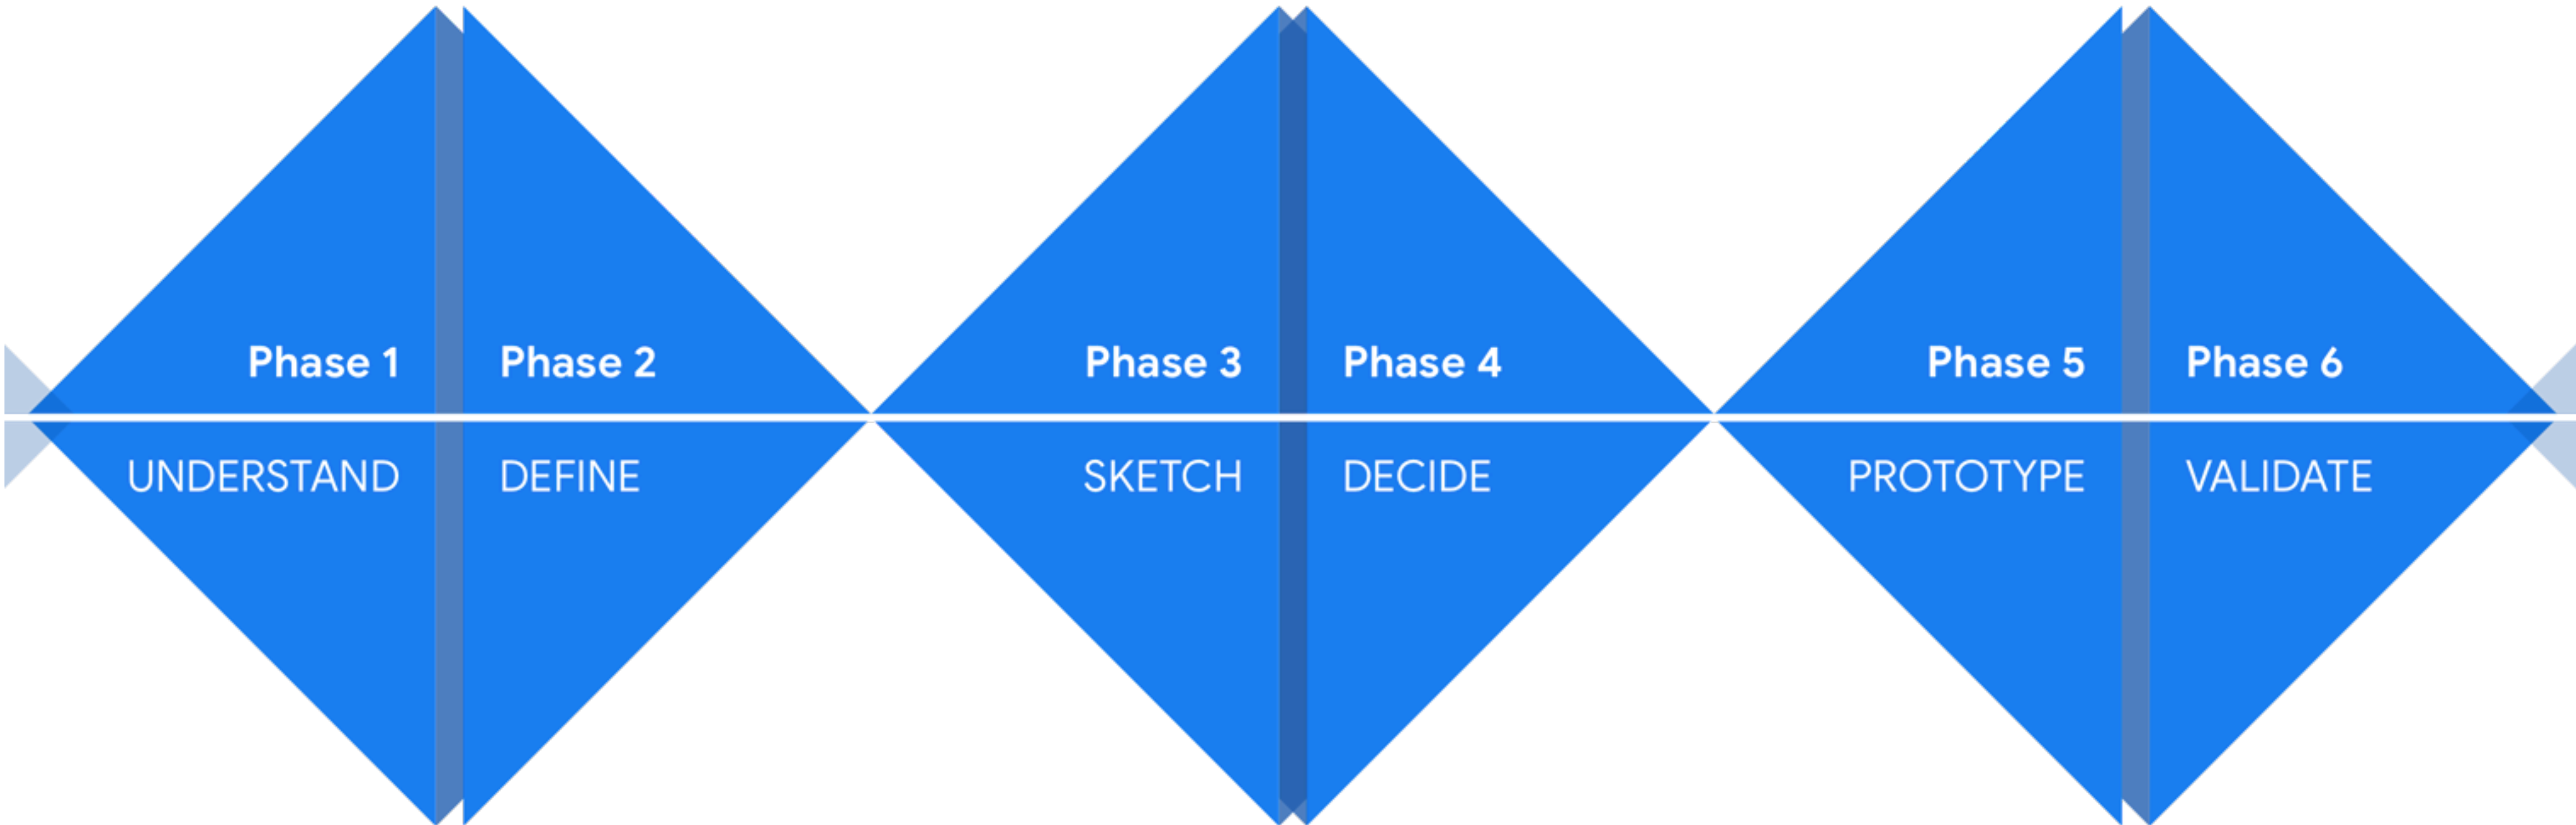 Phase 1
Phase 2
Phase 3
Phase 4
Phase 5
Phase 6
UNDERSTAND
DEFINE
SKETCH
DECIDE
PROTOTYPE
VALIDATE